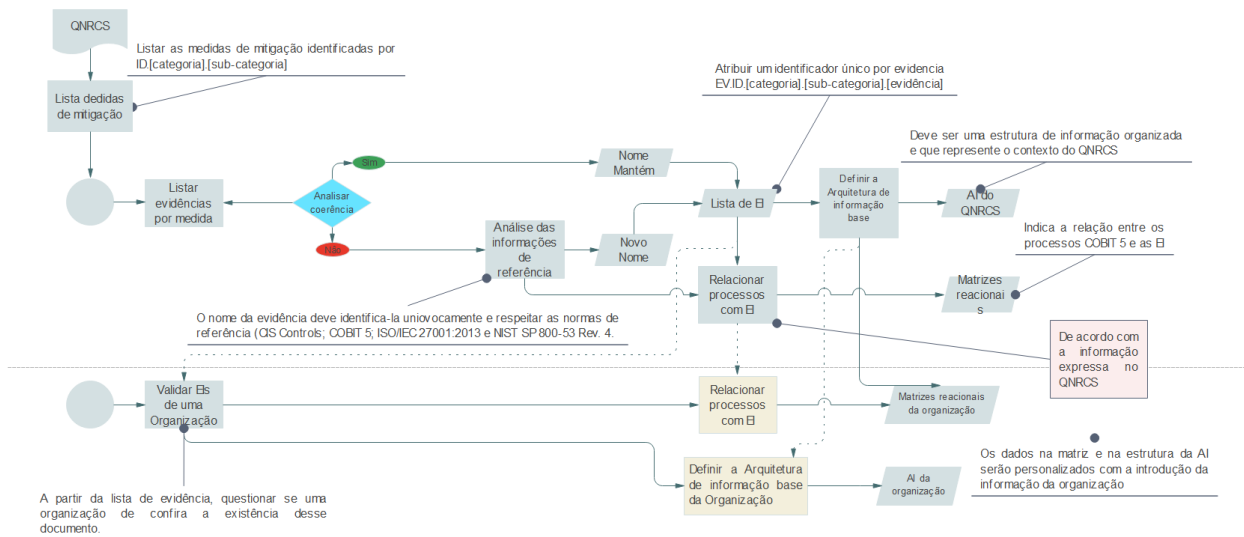 QNRCS
Listar as medidas de mitigação identificadas por
ID.[categoria].[sub-categoria]
Lista dedidas
de mitigação
Atribuir um identificador único por evidencia
EV.ID.[categoria].[sub-categoria].[evidência]
Deve ser uma estrutura de informação organizada
e que represente o contexto do QNRCS
Listar
evidências
por medida
Analisar
coerência
Sim
Não
Nome
Mantém
Análise das
informações
de
referência
Novo
Nome
Lista de EI
Definir a
Arquitetura de
informação
base
AI do
QNRCS
Indica a relação entre os
processos COBIT 5 e as EI
Relacionar
processos
com EI
Matrizes
reacionai
s
O nome da evidência deve identifica-la uniovocamente e respeitar as normas de
referência (CIS Controls; COBIT 5; ISO/IEC 27001:2013 e NIST SP 800-53 Rev. 4.
De acordo com
a informação
expressa no
QNRCS
Validar EIs
de uma
Organização
Relacionar
processos
com EI
Matrizes reacionais
da organização
Definir a Arquitetura
de informação base
da Organização
AI da
organização
Os dados na matriz e na estrutura da AI
serão personalizados com a introdução da
informação da organização
A partir da lista de evidência, questionar se uma
organização de confira a existência desse
documento.